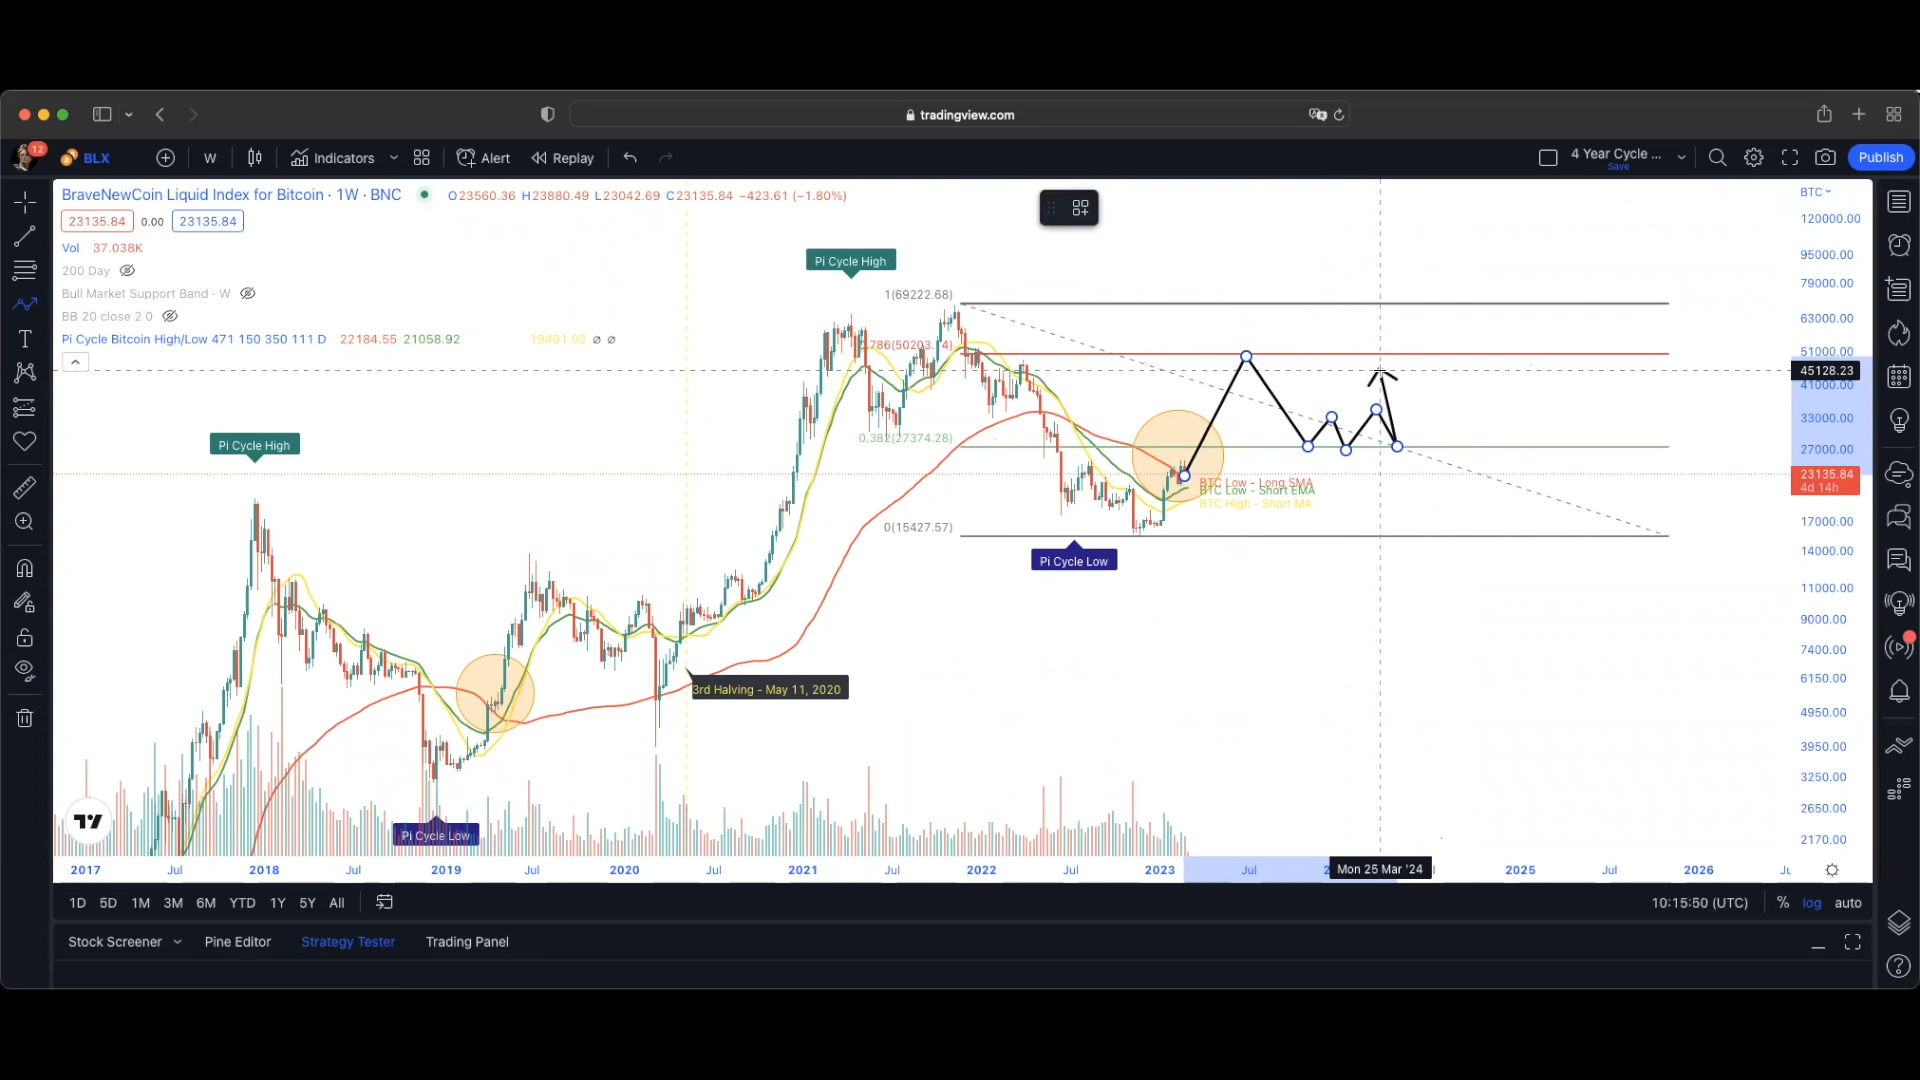 tradingview.com
12
BLX
W
Indicators
Alert
Replay
4 Year Cycle ...
Save
Publish
BraveNewCoin Liquid Index for Bitcoin · 1W · BNC
O23560.36 H23880.49 L23042.69 C23135.84 −423.61 (−1.80%)
BTC
23135.84
0.00
23135.84
Vol 37.038K
200 Day
Bull Market Support Band · W
BB 20 close 2 0
Pi Cycle Bitcoin High/Low 471 150 350 111 D 22184.55 21058.92 19401.02 ∅ ∅
Pi Cycle High
1(69222.68)
0.382(27374.28)
0(15427.57)
Pi Cycle High
BTC Low - Long SMA
BTC Low - Short EMA
BTC High - Short MA
Pi Cycle Low
3rd Halving - May 11, 2020
Pi Cycle Low
120000.00
95000.00
79000.00
63000.00
51000.00
45128.23
41000.00
33000.00
27000.00
23135.84
4d 14h
17000.00
14000.00
11000.00
9000.00
7400.00
6150.00
4950.00
3950.00
3250.00
2650.00
2170.00
2017 Jul 2018 Jul 2019 Jul 2020 Jul 2021 Jul 2022 Jul 2023 Jul Mon 25 Mar '24 2025 Jul 2026
1D 5D 1M 3M 6M YTD 1Y 5Y All
10:15:50 (UTC) % log auto
Stock Screener Pine Editor Strategy Tester Trading Panel